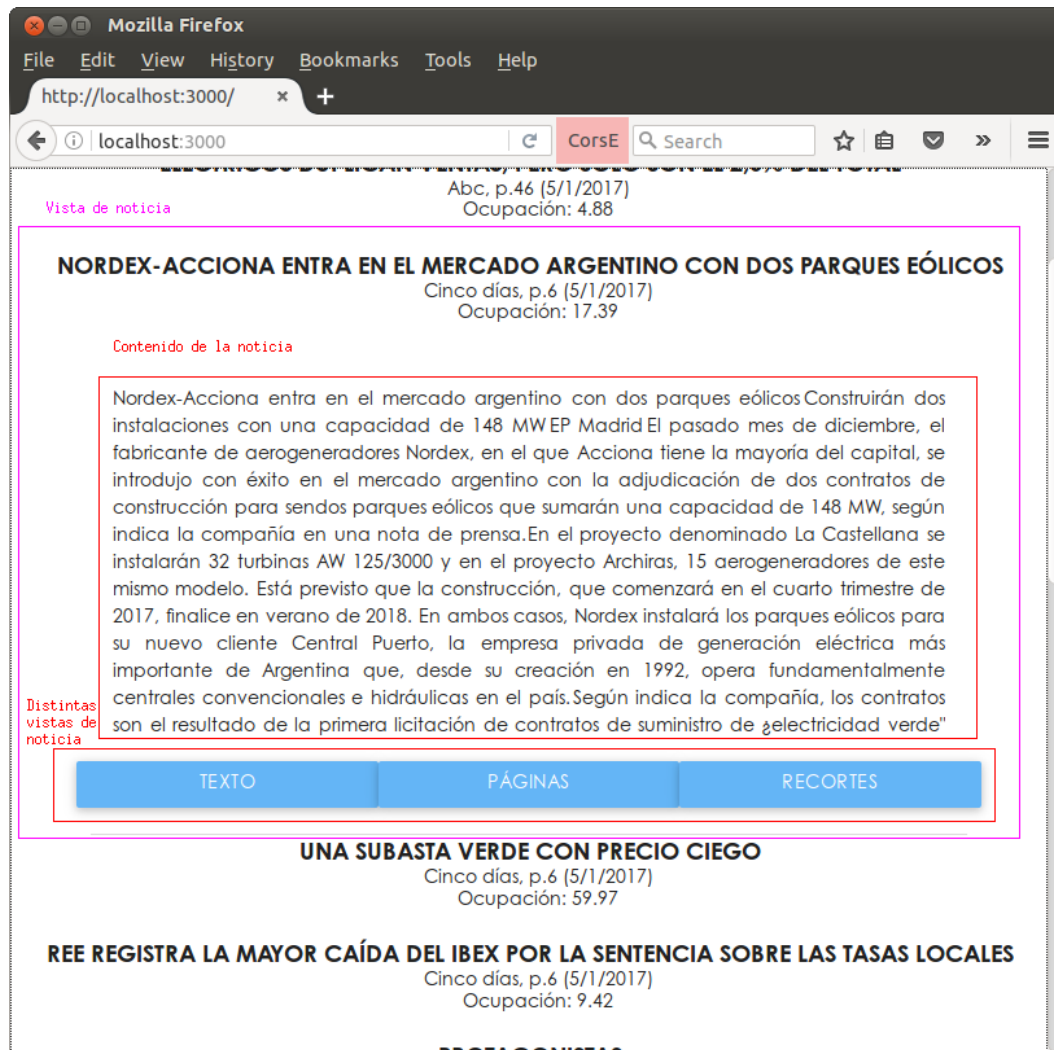 Mozilla Firefox
File Edit View History Bookmarks Tools Help
http://localhost:3000/ × +
localhost:3000 CorsE Search
Abc, p.46 (5/1/2017)
Vista de noticia
Ocupación: 4.88
NORDEX-ACCIONA ENTRA EN EL MERCADO ARGENTINO CON DOS PARQUES EÓLICOS
Cinco días, p.6 (5/1/2017)
Ocupación: 17.39
Contenido de la noticia
Nordex-Acciona entra en el mercado argentino con dos parques eólicos Construirán dos
instalaciones con una capacidad de 148 MW EP Madrid El pasado mes de diciembre, el
fabricante de aerogeneradores Nordex, en el que Acciona tiene la mayoría del capital, se
introdujo con éxito en el mercado argentino con la adjudicación de dos contratos de
construcción para sendos parques eólicos que sumarán una capacidad de 148 MW, según
indica la compañía en una nota de prensa.En el proyecto denominado La Castellana se
instalarán 32 turbinas AW 125/3000 y en el proyecto Archiras, 15 aerogeneradores de este
mismo modelo. Está previsto que la construcción, que comenzará en el cuarto trimestre de
2017, finalice en verano de 2018. En ambos casos, Nordex instalará los parques eólicos para
su nuevo cliente Central Puerto, la empresa privada de generación eléctrica más
importante de Argentina que, desde su creación en 1992, opera fundamentalmente
centrales convencionales e hidráulicas en el país.Según indica la compañía, los contratos
son el resultado de la primera licitación de contratos de suministro de ¿electricidad verde"
Distintas
vistas de
noticia
TEXTO PÁGINAS RECORTES
UNA SUBASTA VERDE CON PRECIO CIEGO
Cinco días, p.6 (5/1/2017)
Ocupación: 59.97
REE REGISTRA LA MAYOR CAÍDA DEL IBEX POR LA SENTENCIA SOBRE LAS TASAS LOCALES
Cinco días, p.6 (5/1/2017)
Ocupación: 9.42